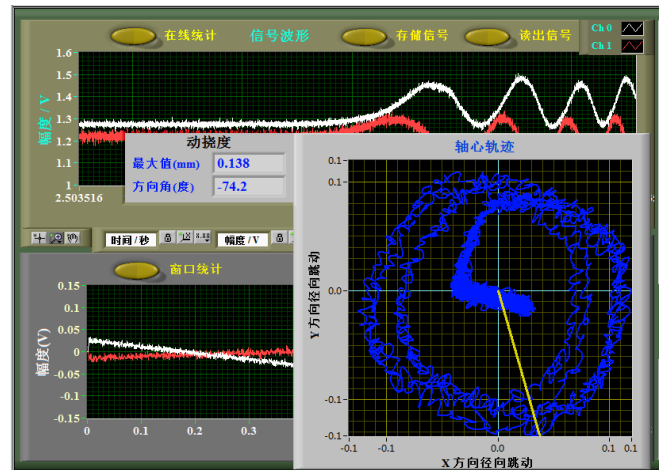 在线统计 信号波形 存储信号 读出信号
Ch 0
Ch 1
幅度 / V
1.6
1.5
1.4
1.3
1.2
1.1
1
2.503516
动挠度
最大值(mm) 0.138
方向角(度) -74.2
时间/秒 幅度 / V
窗口统计
幅度(V)
0.15
0.1
0.05
0
-0.05
-0.1
-0.15
0 0.1 0.2 0.3
轴心轨迹
Y 方向径向跳动
0.1
0.1
0.0
-0.1
-0.1
-0.1 -0.1 0.0 0.1 0.1
X 方向径向跳动